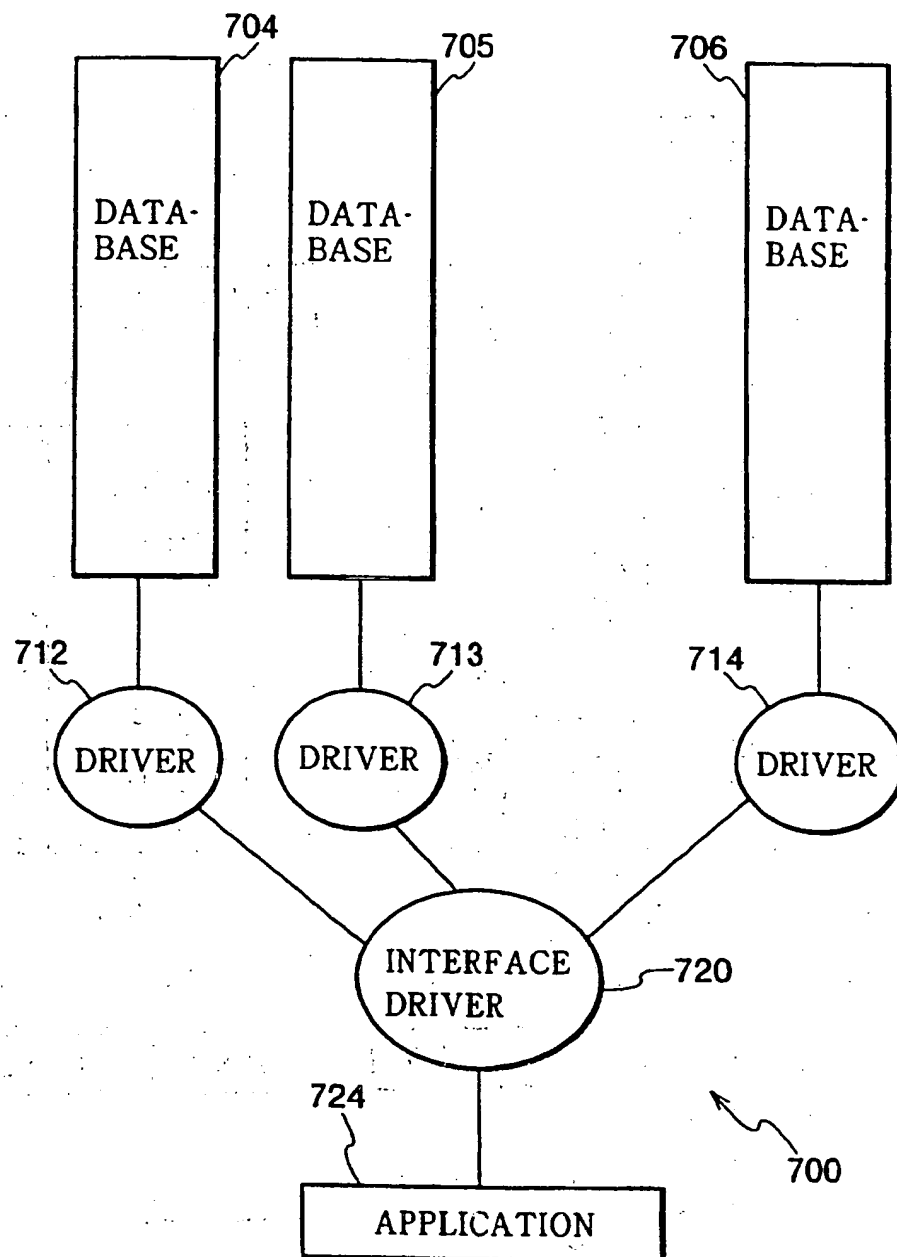 704
705
706
DATA-
BASE
DATA-
BASE
DATA-
BASE
712
713
714
DRIVER
DRIVER
DRIVER
INTERFACE
DRIVER
720
724
700
APPLICATION